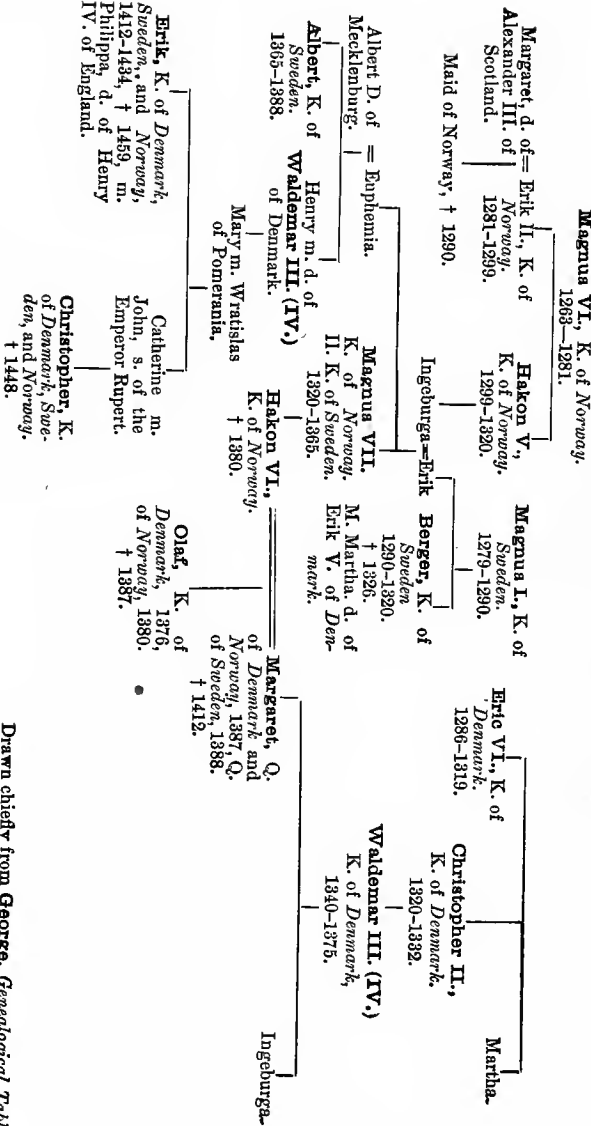 Magnus VI., K. of Norway.
1263—1281.
Margaret, d. of = Erik II., K. of
Alexander III. of Norway.
Scotland. 1281-1299.
Maid of Norway, † 1290.
Hakon V.,
K. of Norway.
1299-1320.
Magnus I., K. of
Sweden.
1279-1290.
Eric VI., K. of
Denmark.
1286-1319.
Christopher II.,
K. of Denmark.
1320-1332.
Martha.
Ingeburga=Erik
Berger, K. of
Sweden
1290-1320.
† 1326.
M. Martha. d. of
Erik V. of Den-
mark.
Waldemar III. (IV.)
K. of Denmark,
1340-1375.
Albert D. of = Euphemia.
Mecklenburg.
Magnus VII.
K. of Norway.
II. K. of Sweden.
1320-1365.
Albert, K. of
Sweden.
1365-1388.
Henry m. d. of
Waldemar III. (IV.)
of Denmark.
Hakon VI.,
K. of Norway.
† 1380.
Margaret, Q.
of Denmark and
Norway, 1387, Q.
of Sweden, 1388.
† 1412.
Ingeburga.
Mary m. Wratislas
of Pomerania.
Olaf, K. of
Denmark, 1376,
of Norway, 1380.
† 1387.
Erik, K. of Denmark,
Sweden, and Norway,
1412-1434, † 1459, m.
Philippa, d. of Henry
IV. of England.
Catherine m.
John, s. of the
Emperor Rupert.
Christopher, K.
of Denmark, Swe-
den, and Norway.
† 1448.
Drawn chiefly from George, Genealogical Tabl